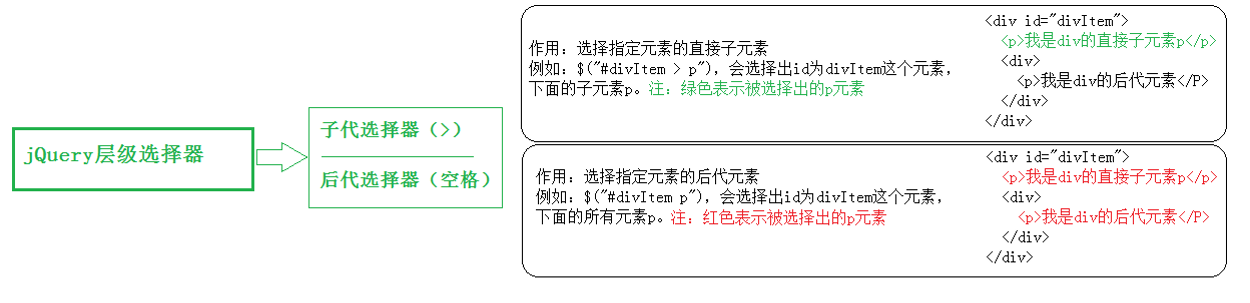 jQuery层级选择器
子代选择器（>）
后代选择器（空格）
作用：选择指定元素的直接子元素
例如：$("#divItem > p")，会选择出id为divItem这个元素，
下面的子元素p。注：绿色表示被选择出的p元素
<div id="divItem">
<p>我是div的直接子元素p</p>
<div>
<p>我是div的后代元素</P>
</div>
</div>
作用：选择指定元素的后代元素
例如：$("#divItem p")，会选择出id为divItem这个元素，
下面的所有元素p。注：红色表示被选择出的p元素
<div id="divItem">
<p>我是div的直接子元素p</p>
<div>
<p>我是div的后代元素</P>
</div>
</div>